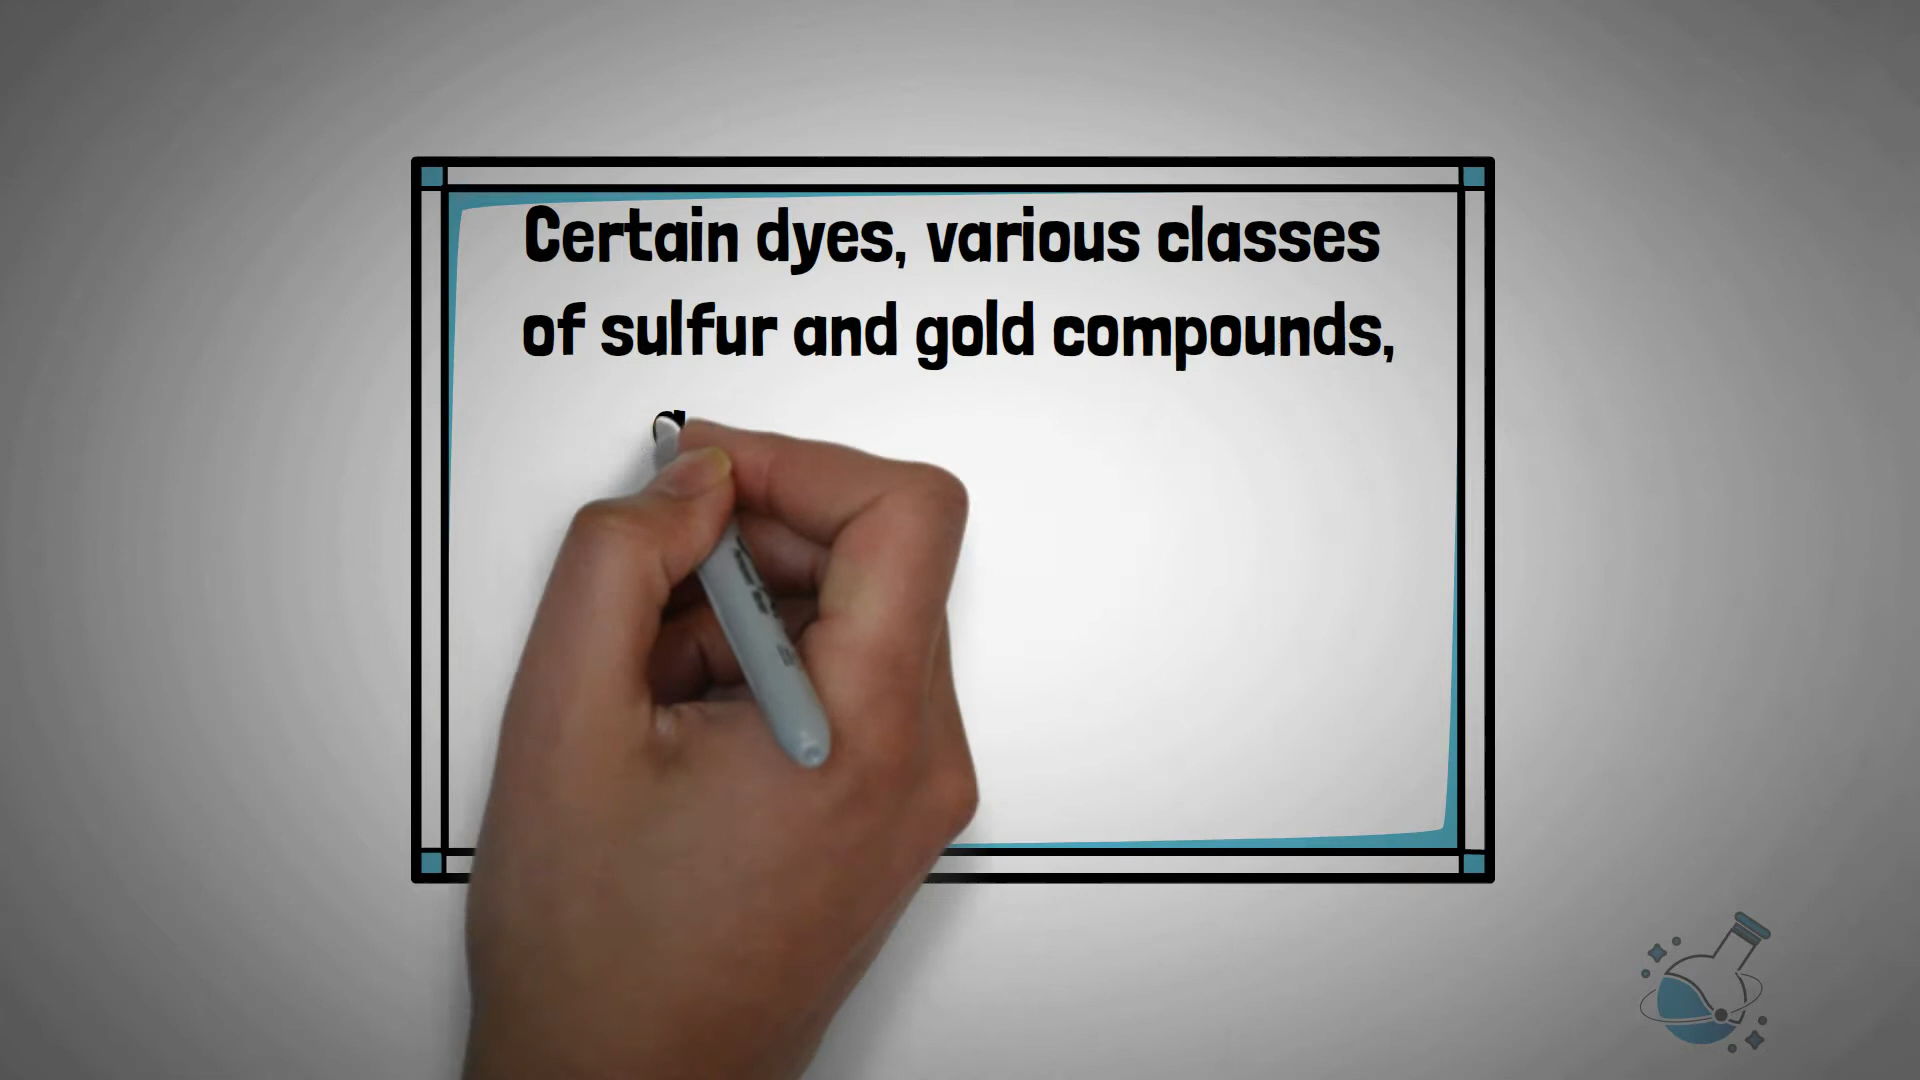 Certain dyes, various classes
of sulfur and gold compounds,